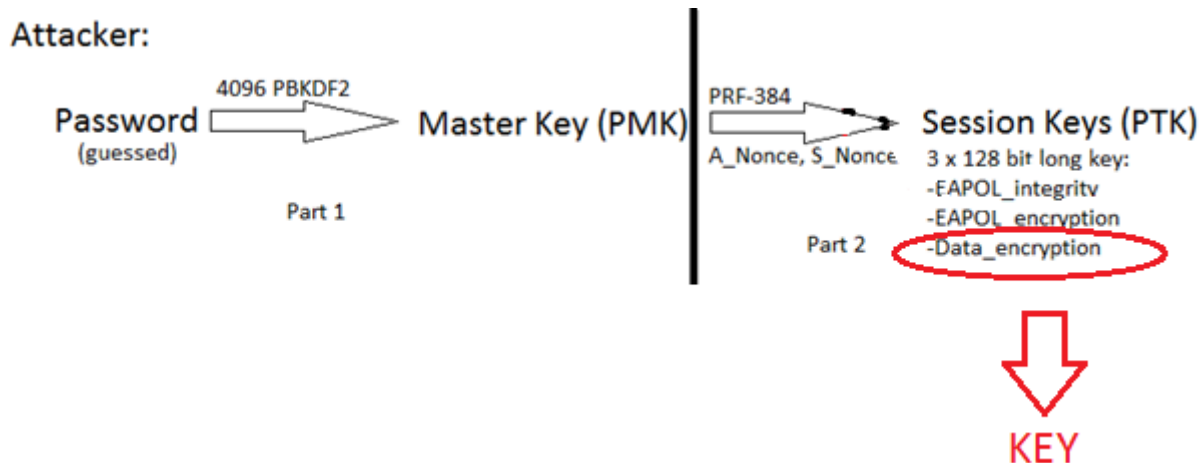 Attacker:
4096 PBKDF2
Password
(guessed)
Part 1
Master Key (PMK)
PRF-384
A_Nonce, S_Nonce
Part 2
Session Keys (PTK)
3 x 128 bit long key:
-EAPOL_integrity
-EAPOL_encryption
-Data_encryption
KEY